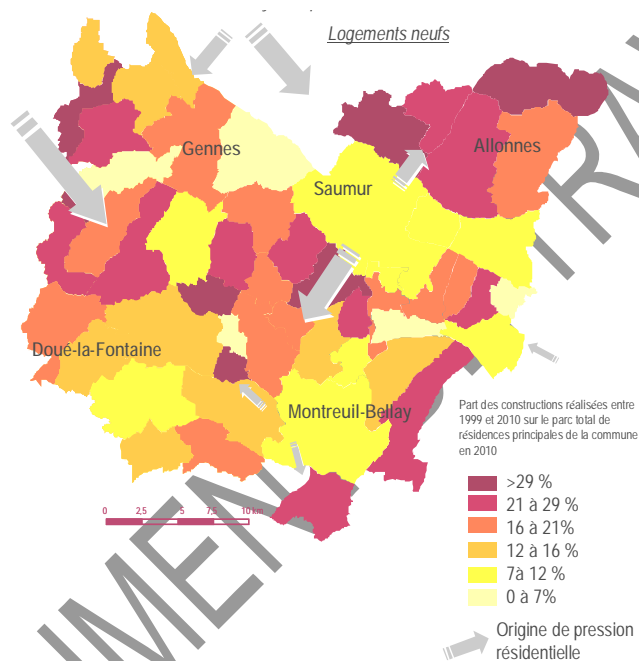 Logements neufs
Gennes
Allonnes
Saumur
Doué-la-Fontaine
Montreuil-Bellay
Part des constructions réalisées entre
1999 et 2010 sur le parc total de
résidences principales de la commune
en 2010
>29 %
21 à 29 %
16 à 21%
12 à 16 %
7à 12 %
0 à 7%
0 2,5 5 7,5 10 km
Origine de pression
résidentielle